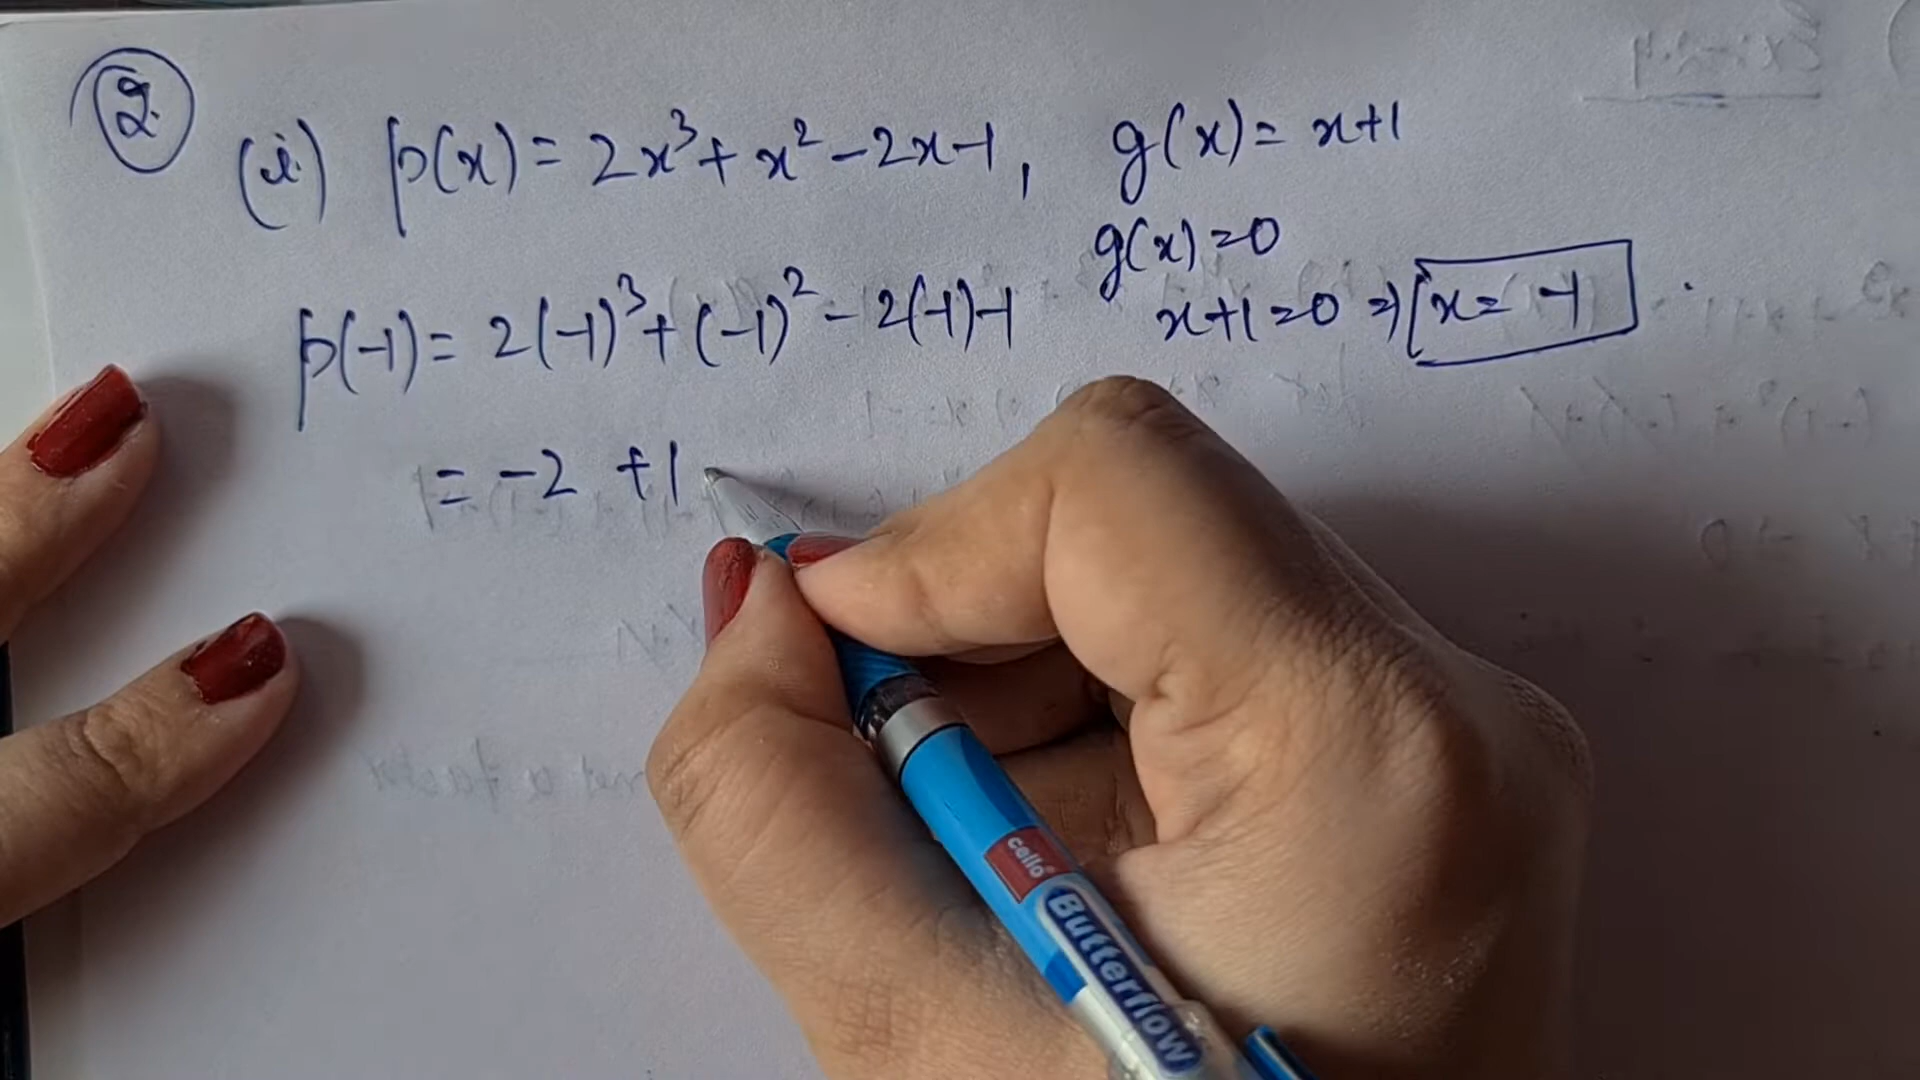 2.
(i) p(x) = 2x³ + x² - 2x - 1, g(x) = x+1
g(x) = 0
p(-1) = 2(-1)³ + (-1)² - 2(-1) - 1
x+1 = 0 ⇒ x = -1
= -2 +1
cello
Butterflow